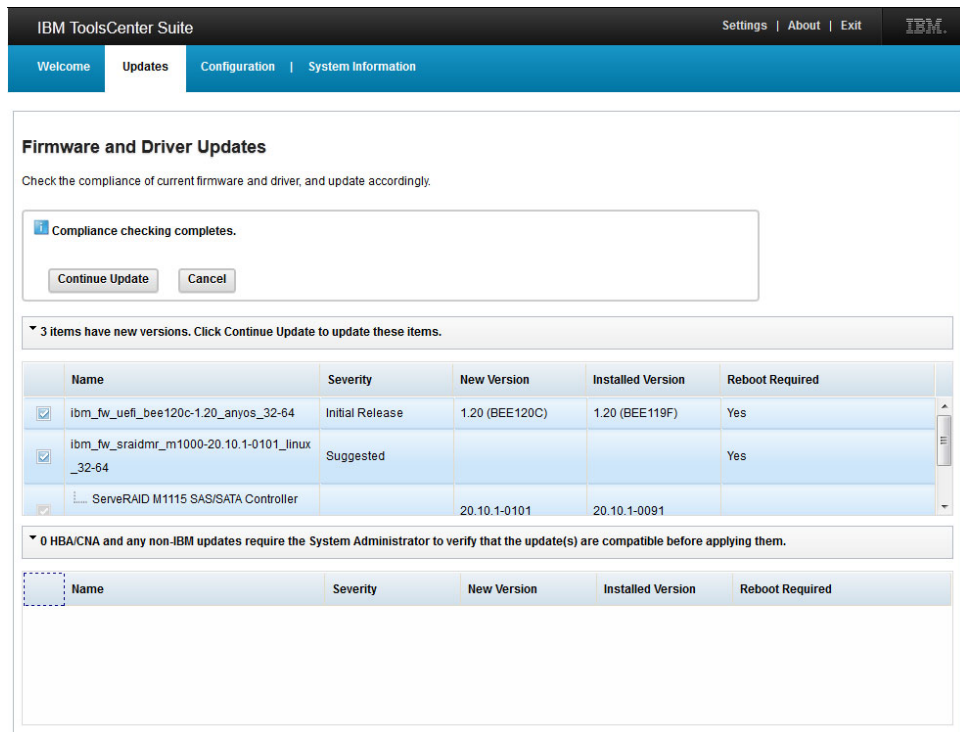 IBM ToolsCenter Suite
Settings | About | Exit
IBM.
Welcome
Updates
Configuration | System Information
Firmware and Driver Updates
Check the compliance of current firmware and driver, and update accordingly.
Compliance checking completes.
Continue Update
Cancel
3 items have new versions. Click Continue Update to update these items.
Name Severity New Version Installed Version Reboot Required
ibm_fw_uefi_bee120c-1.20_anyos_32-64 Initial Release 1.20 (BEE120C) 1.20 (BEE119F) Yes
ibm_fw_sraidmr_m1000-20.10.1-0101_linux
_32-64 Suggested Yes
ServeRAID M1115 SAS/SATA Controller
20.10.1-0101 20.10.1-0091
0 HBA/CNA and any non-IBM updates require the System Administrator to verify that the update(s) are compatible before applying them.
Name Severity New Version Installed Version Reboot Required